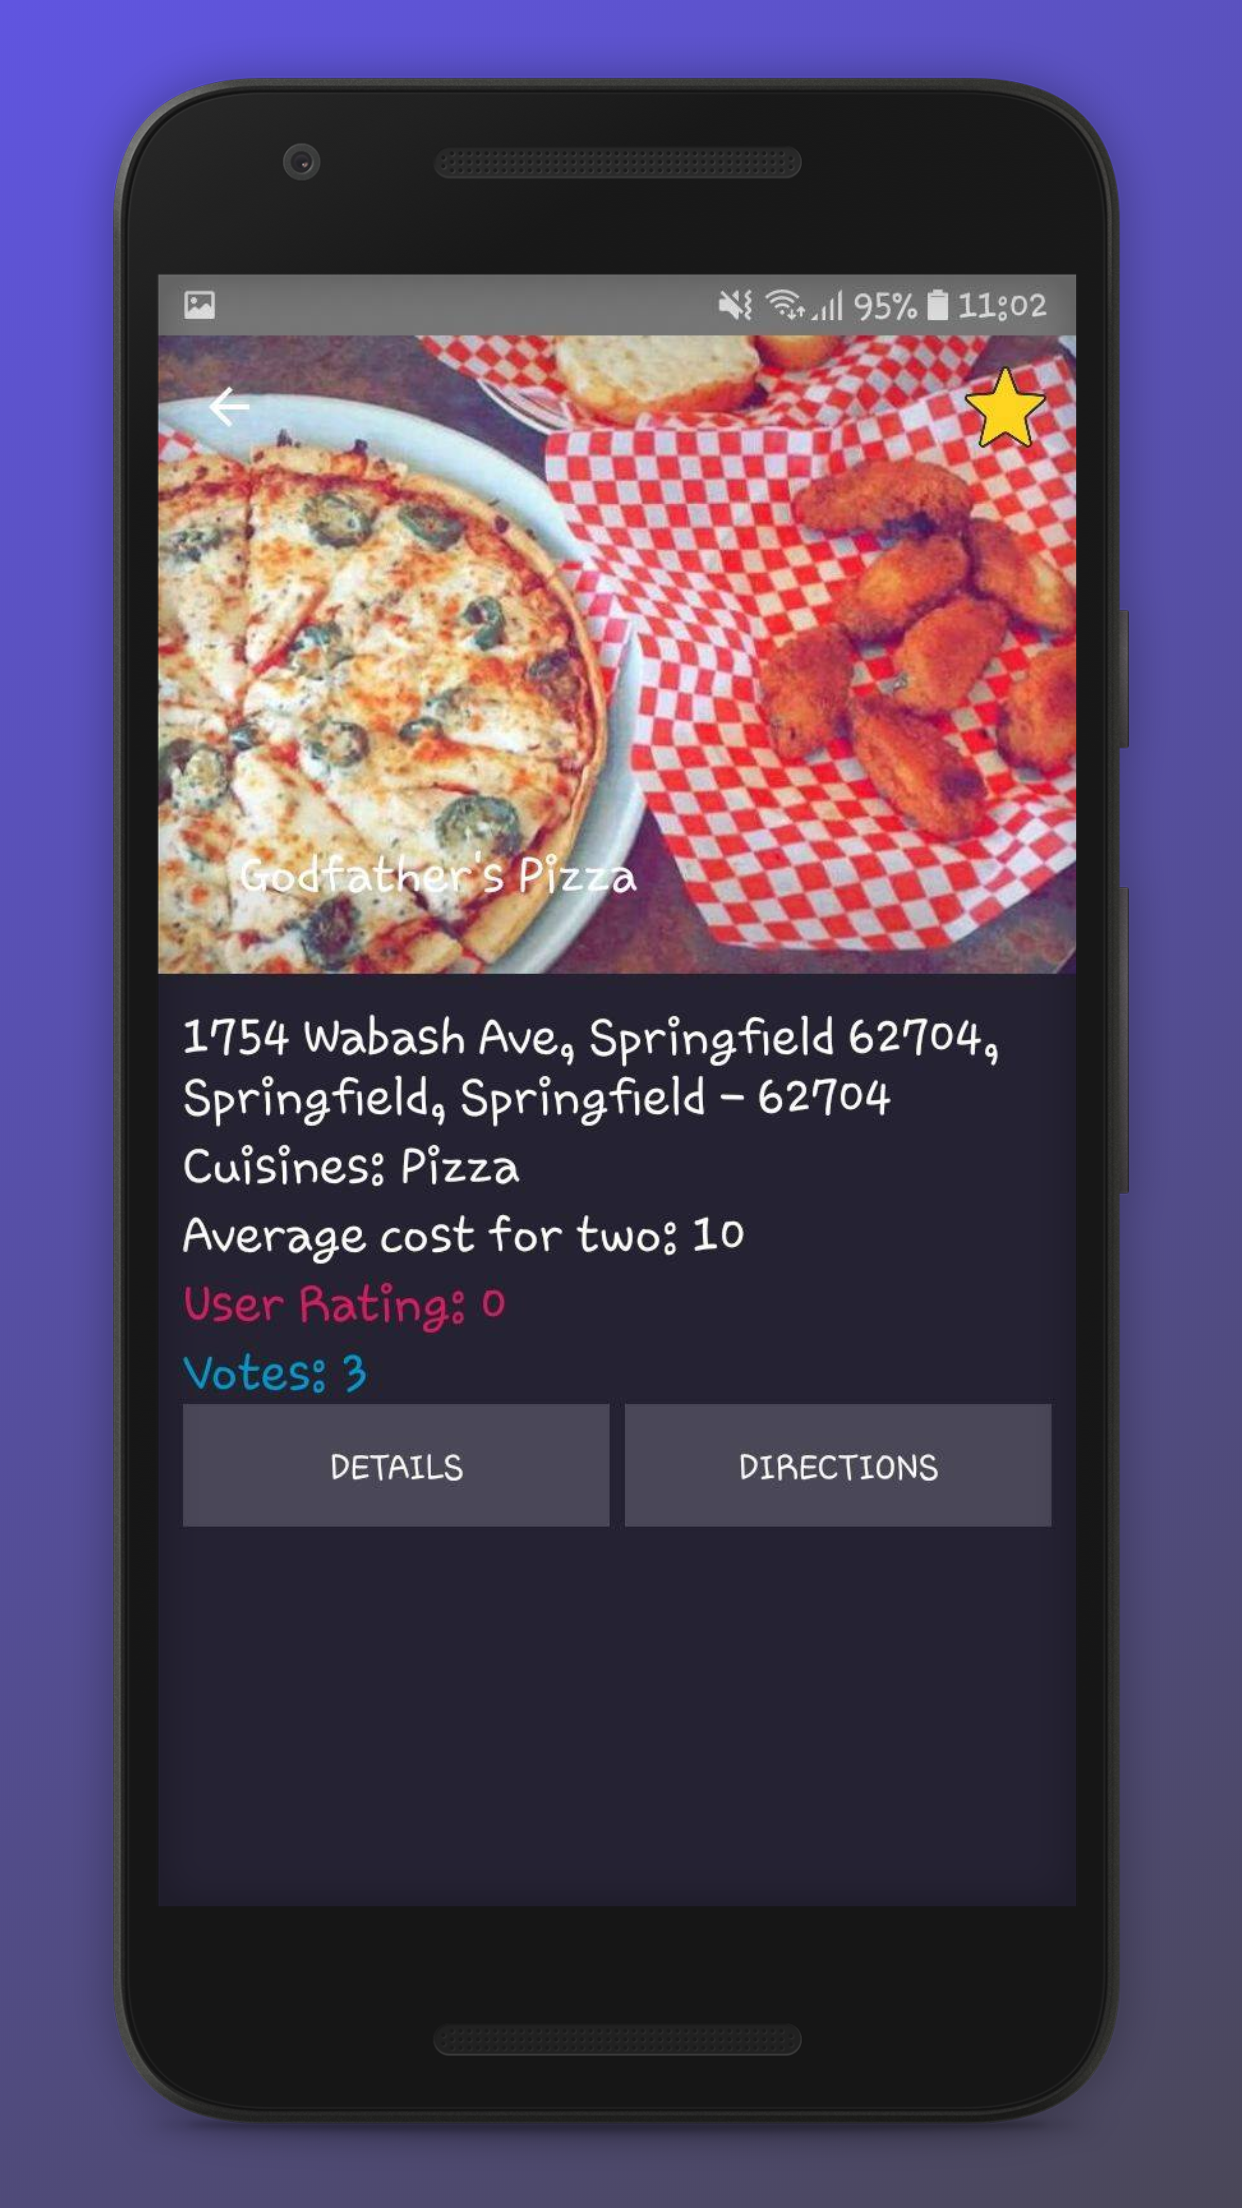 95% 11:02
Godfather's Pizza
1754 Wabash Ave, Springfield 62704,
Springfield, Springfield - 62704
Cuisines: Pizza
Average cost for two: 10
User Rating: 0
Votes: 3
DETAILS
DIRECTIONS